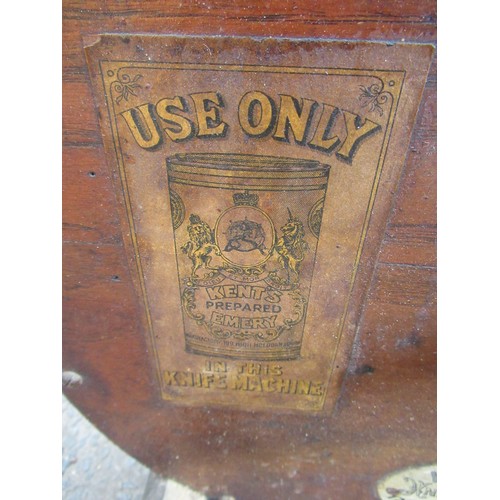 USE ONLY
KENT'S
PREPARED
EMERY
IN THIS
KNIFE MACHINE